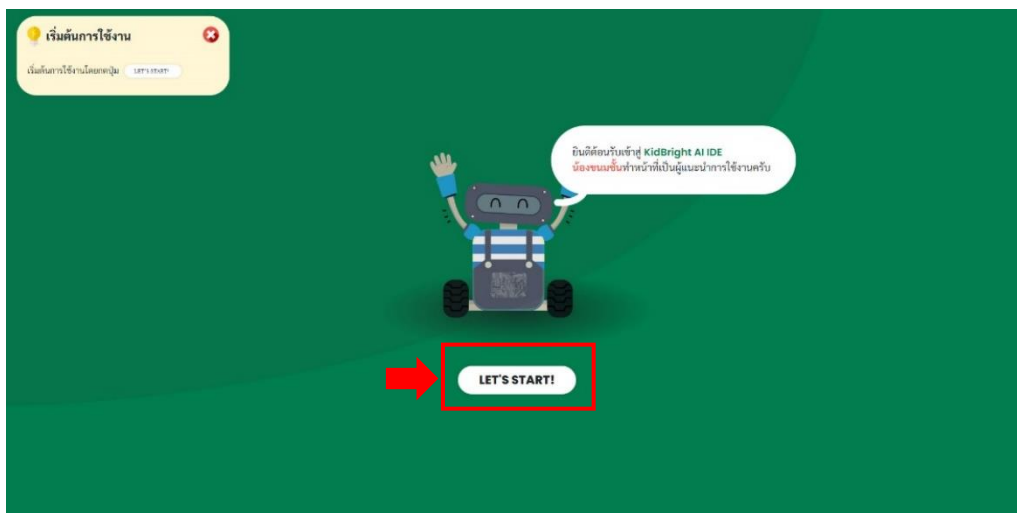 เริ่มต้นการใช้งาน
เริ่มต้นการใช้งานโดยกดปุ่ม LET'S START!
ยินดีต้อนรับเข้าสู่ KidBright AI IDE
น้องขนมชั้นทำหน้าที่เป็นผู้แนะนำการใช้งานครับ
LET'S START!